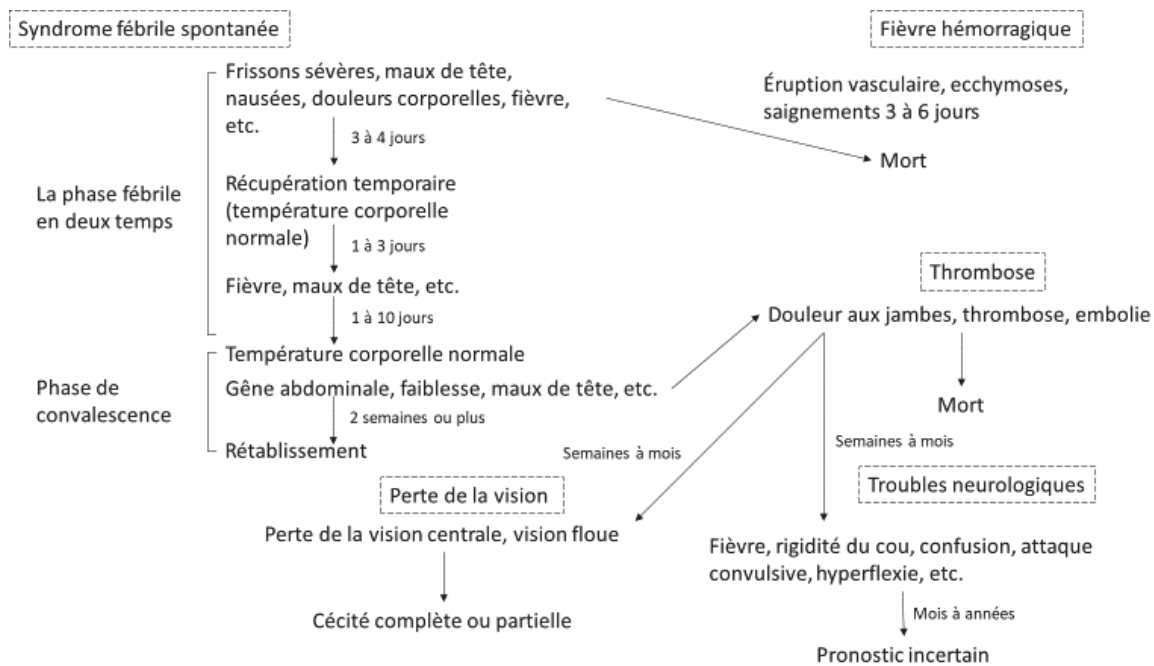 Syndrome fébrile spontanée
Fièvre hémorragique
Frissons sévères, maux de tête,
nausées, douleurs corporelles, fièvre,
etc.
3 à 4 jours
Éruption vasculaire, ecchymoses,
saignements 3 à 6 jours
Mort
La phase fébrile
en deux temps
Récupération temporaire
(température corporelle
normale)
1 à 3 jours
Fièvre, maux de tête, etc.
1 à 10 jours
Thrombose
Douleur aux jambes, thrombose, embolie
Mort
Phase de
convalescence
Température corporelle normale
Gêne abdominale, faiblesse, maux de tête, etc.
2 semaines ou plus
Rétablissement
Semaines à mois
Semaines à mois
Perte de la vision
Perte de la vision centrale, vision floue
Cécité complète ou partielle
Troubles neurologiques
Fièvre, rigidité du cou, confusion, attaque
convulsive, hyperflexie, etc.
Mois à années
Pronostic incertain